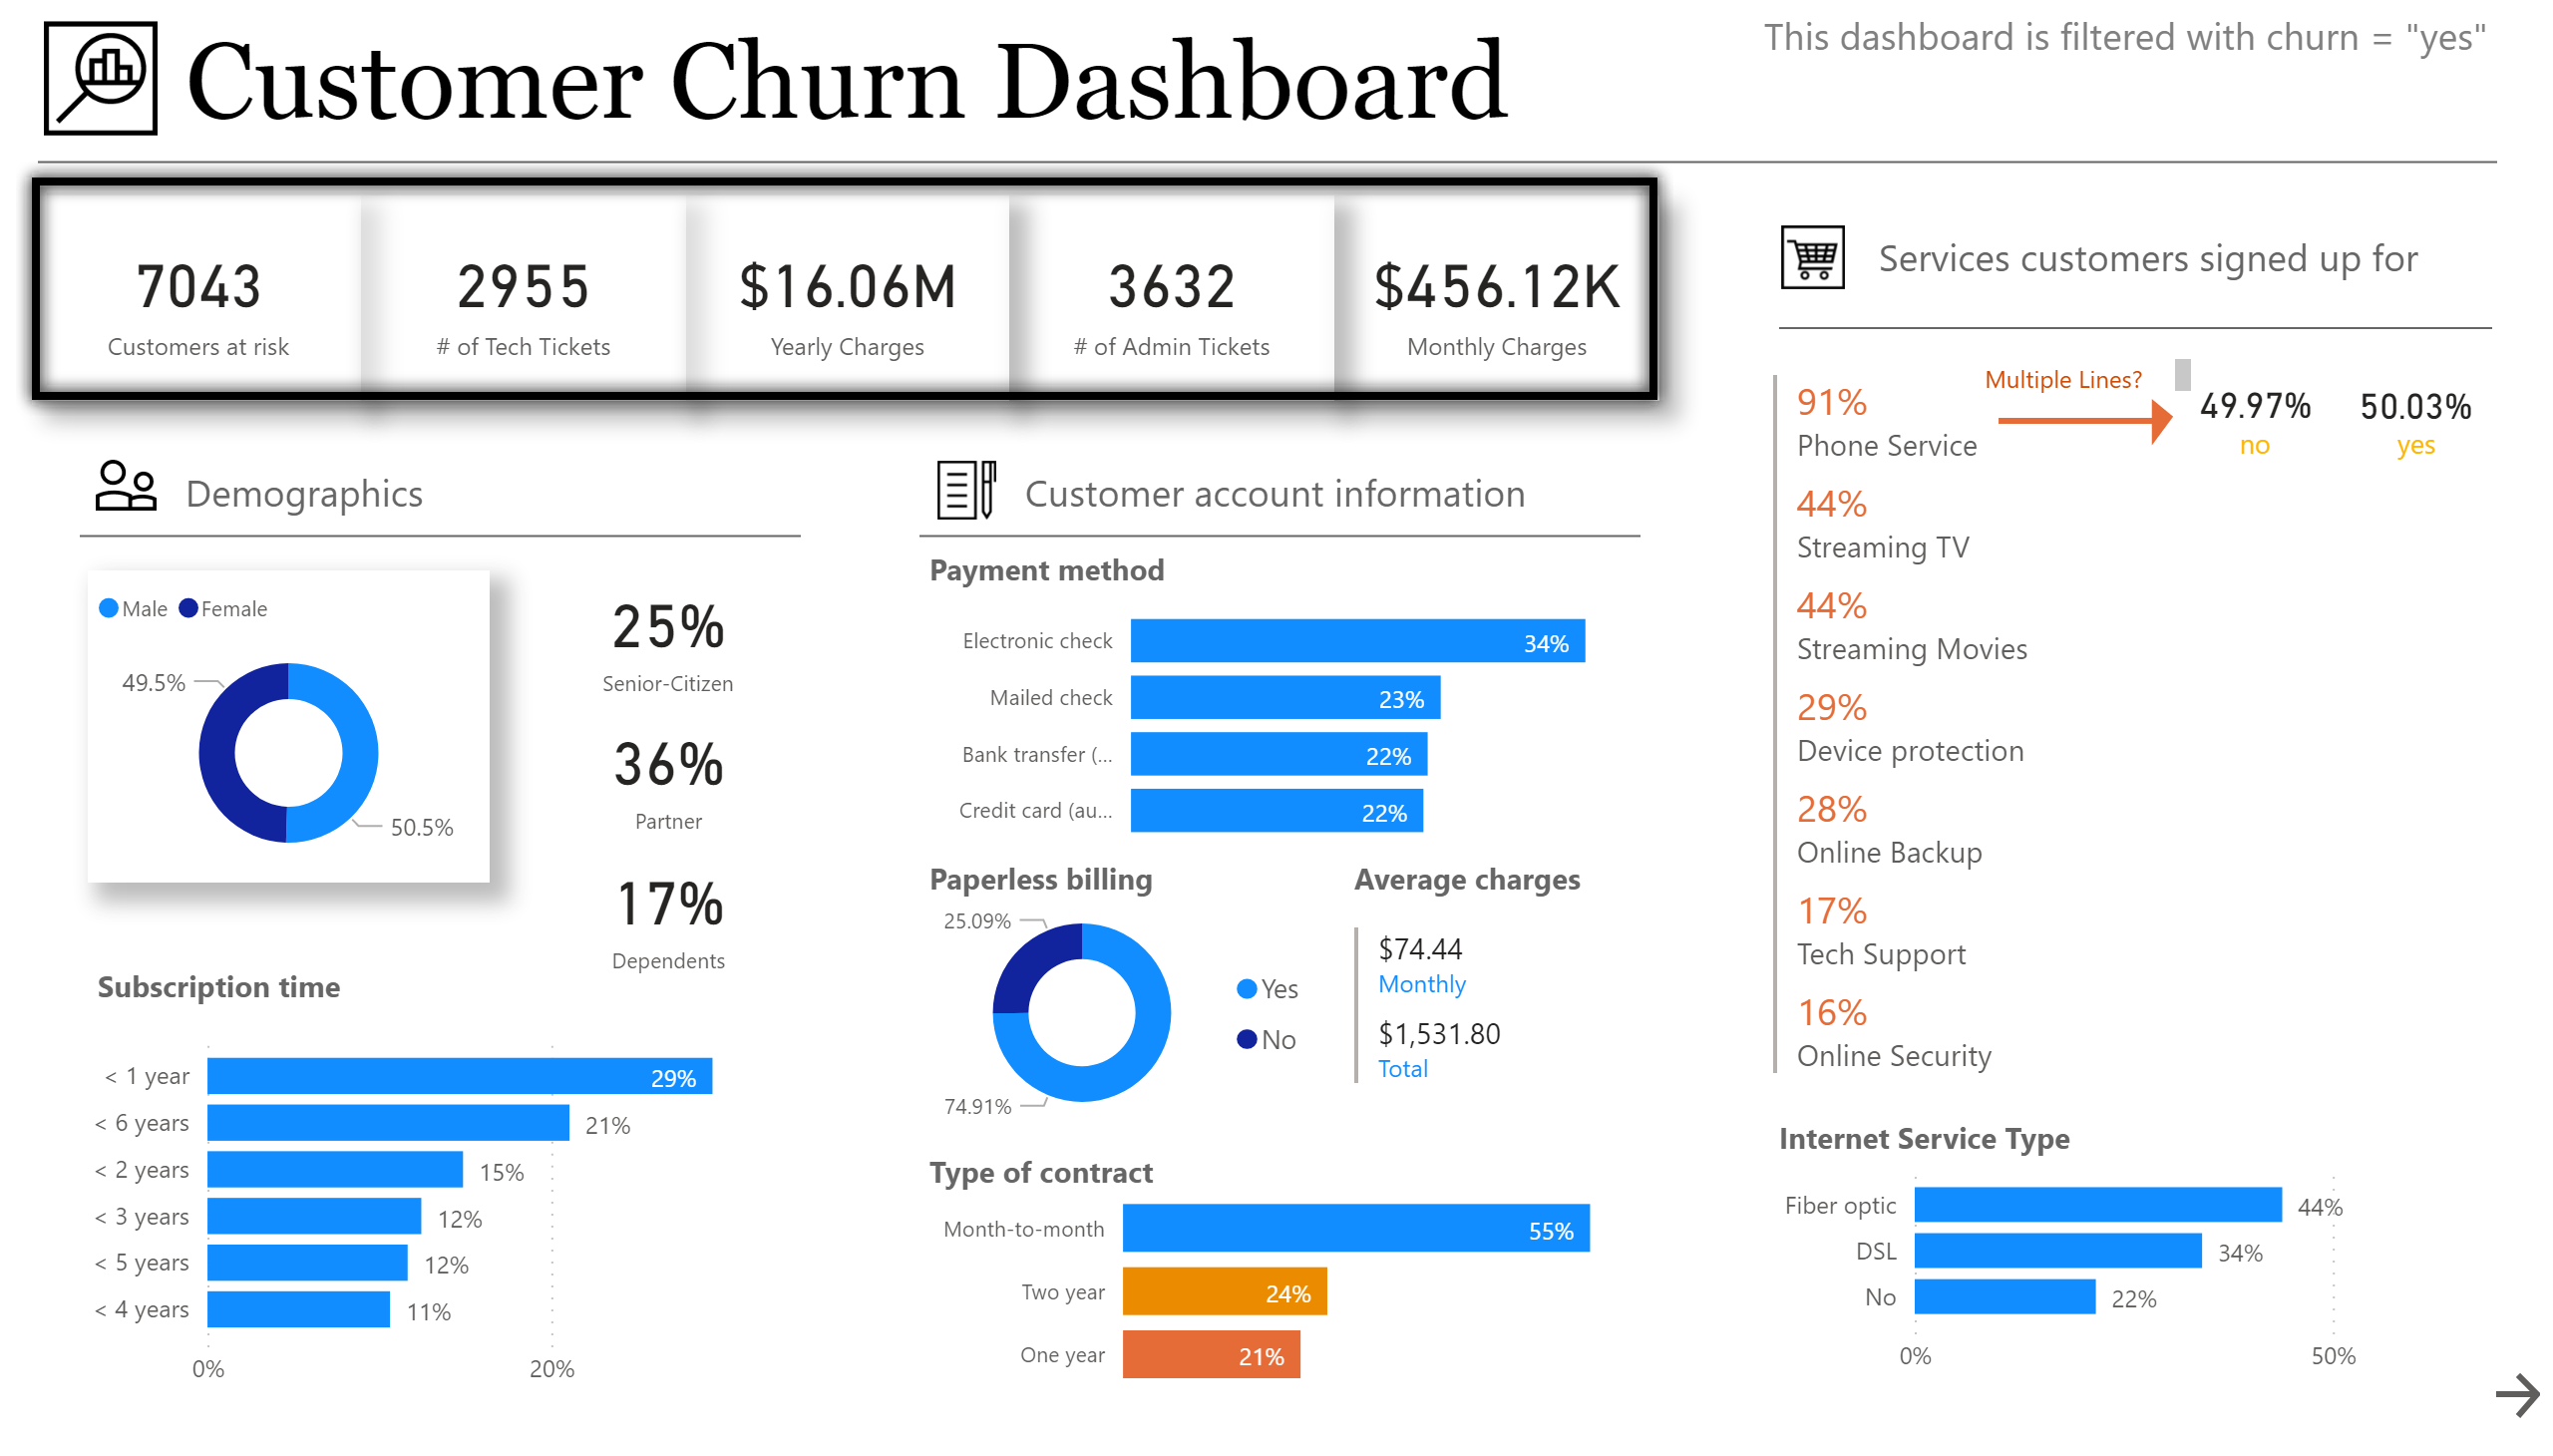 Customer Churn Dashboard
This dashboard is filtered with churn = "yes"
7043
Customers at risk
2955
# of Tech Tickets
$16.06M
Yearly Charges
3632
# of Admin Tickets
$456.12K
Monthly Charges
Demographics
Male Female
49.5%
50.5%
25%
Senior-Citizen
36%
Partner
17%
Dependents
Subscription time
< 1 year 29%
< 6 years 21%
< 2 years 15%
< 3 years 12%
< 5 years 12%
< 4 years 11%
0% 20%
Customer account information
Payment method
Electronic check 34%
Mailed check 23%
Bank transfer (... 22%
Credit card (au... 22%
Paperless billing
25.09%
74.91%
Yes
No
Average charges
$74.44
Monthly
$1,531.80
Total
Type of contract
Month-to-month 55%
Two year 24%
One year 21%
Services customers signed up for
91%
Phone Service
Multiple Lines?
49.97%
no
50.03%
yes
44%
Streaming TV
44%
Streaming Movies
29%
Device protection
28%
Online Backup
17%
Tech Support
16%
Online Security
Internet Service Type
Fiber optic 44%
DSL 34%
No 22%
0% 50%